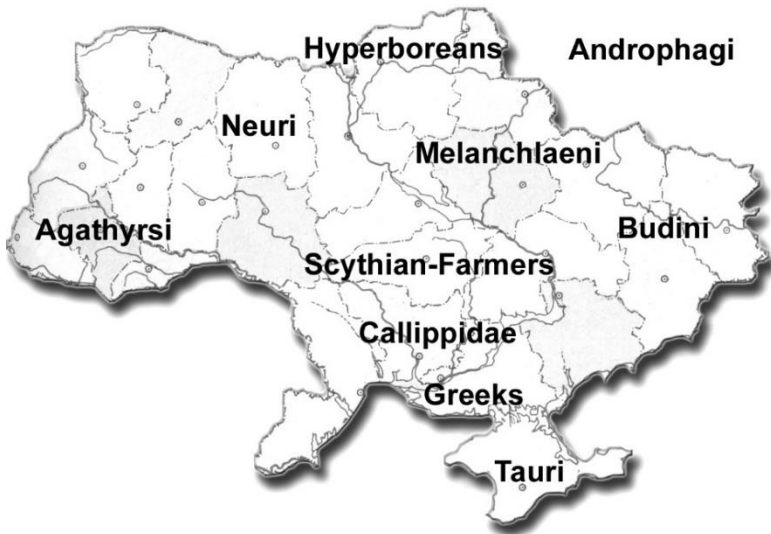 Hyperboreans
Androphagi
Neuri
Melanchlaeni
Agathyrsi
Budini
Scythian-Farmers
Callippidae
Greeks
Tauri